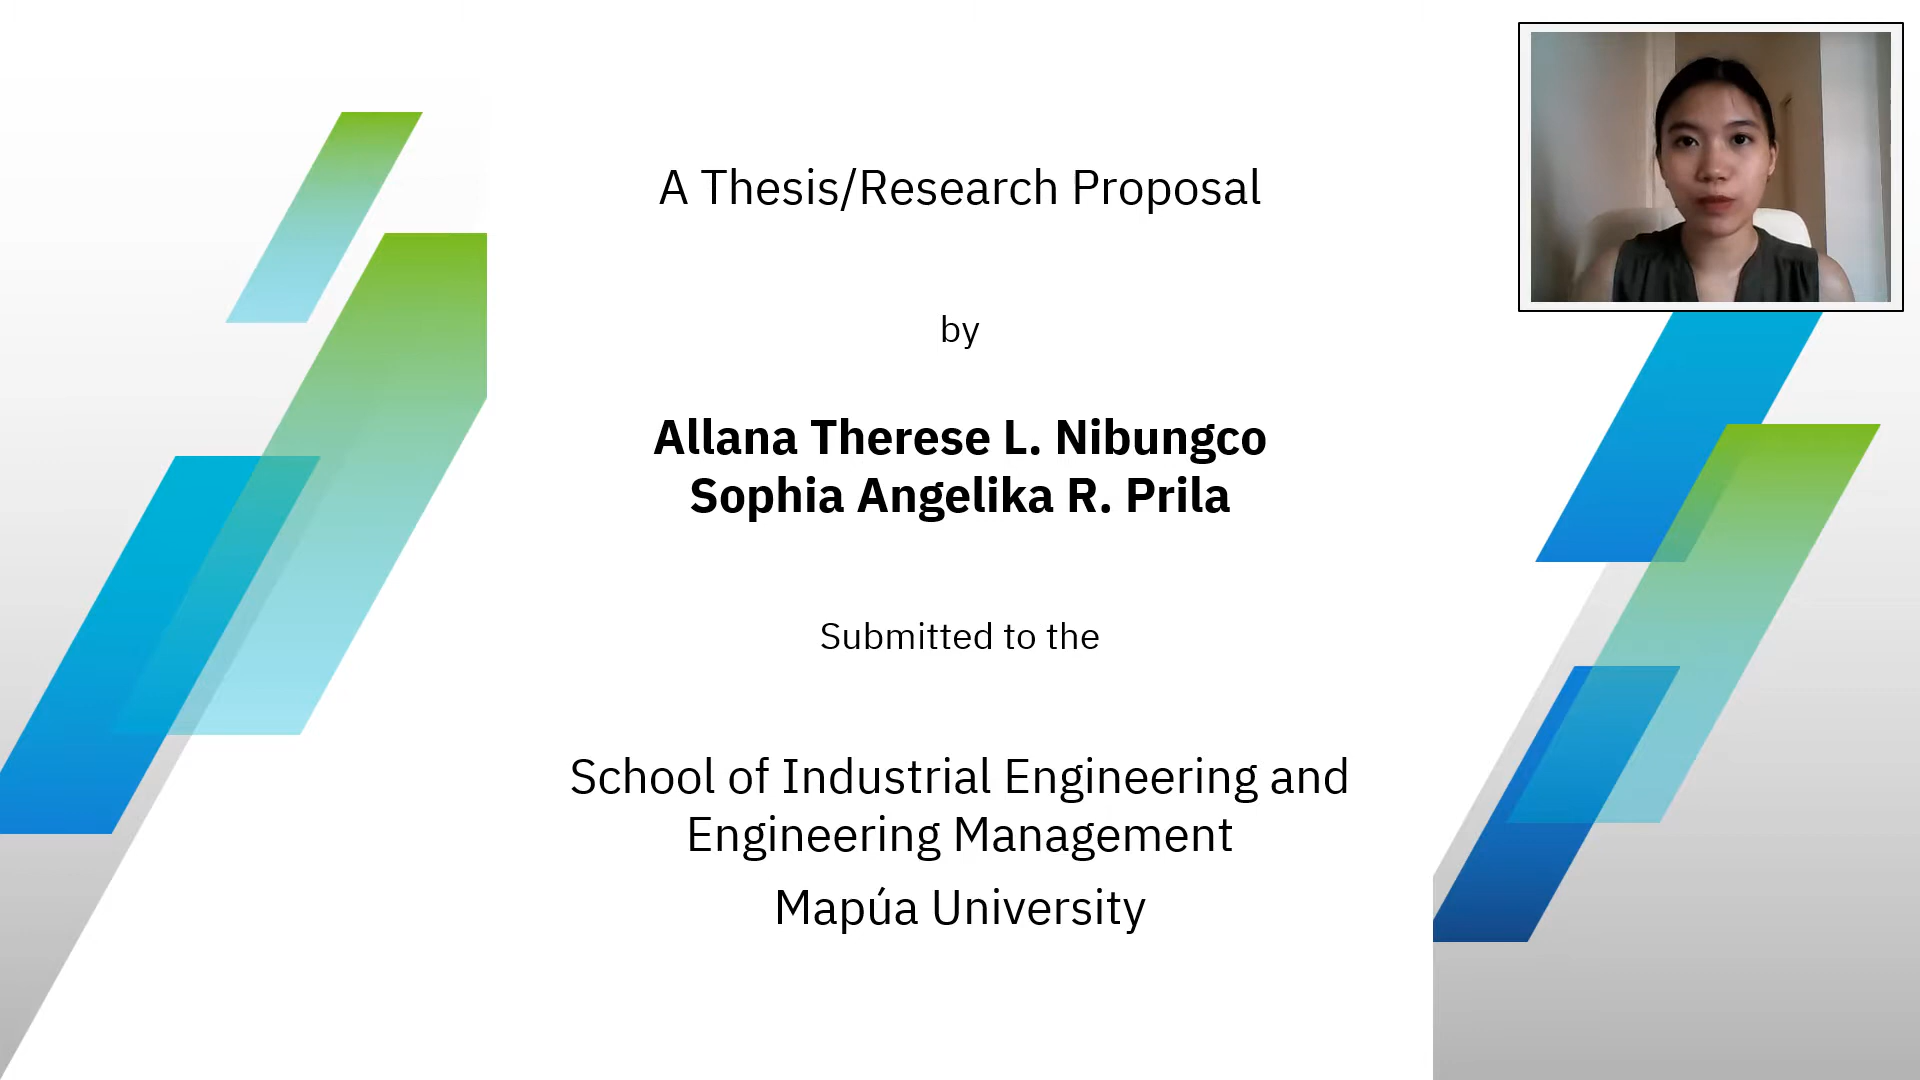 A Thesis/Research Proposal
by
Allana Therese L. Nibungco
Sophia Angelika R. Prila
Submitted to the
School of Industrial Engineering and
Engineering Management
Mapúa University